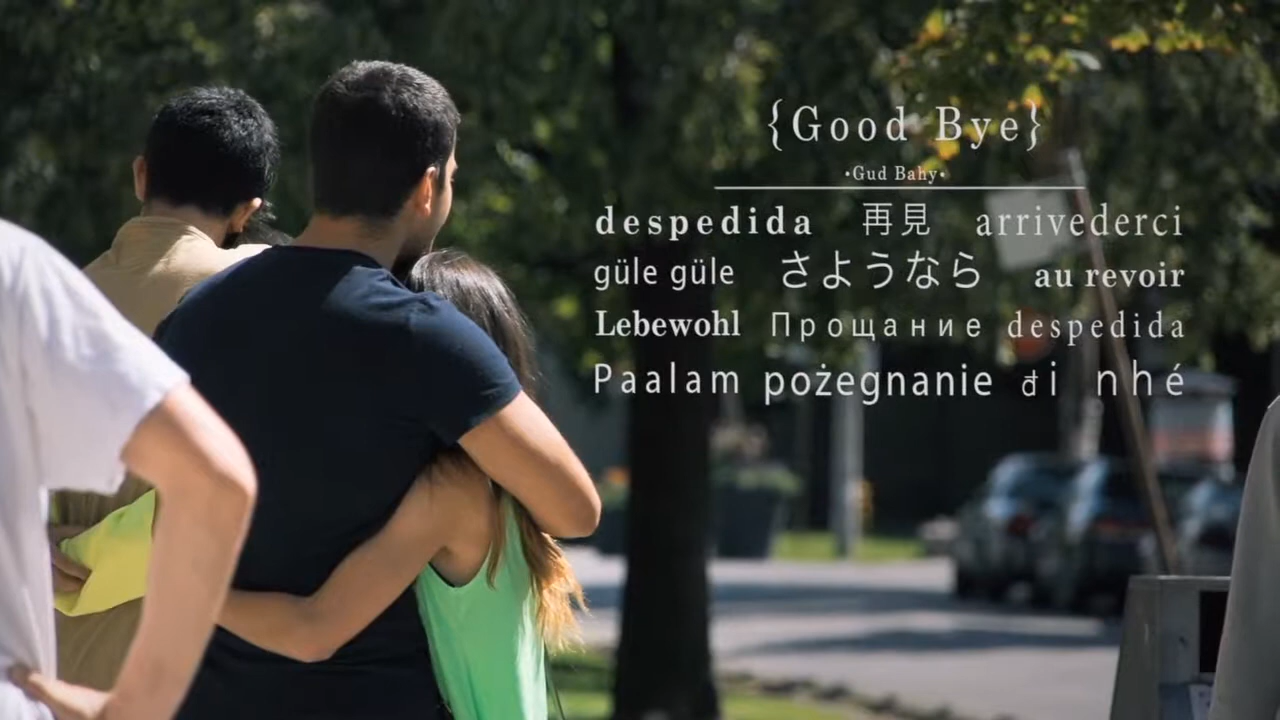 {Good Bye}
•Gud Bahy•
despedida 再見 arrivederci
güle güle さようなら au revoir
Lebewohl Прощание despedida
Paalam pożegnanie đi nhé